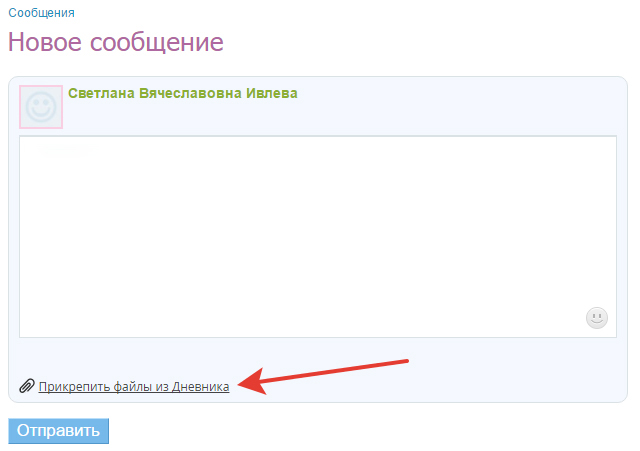 Сообщения
Новое сообщение
Светлана Вячеславовна Ивлева
Прикрепить файлы из Дневника
Отправить